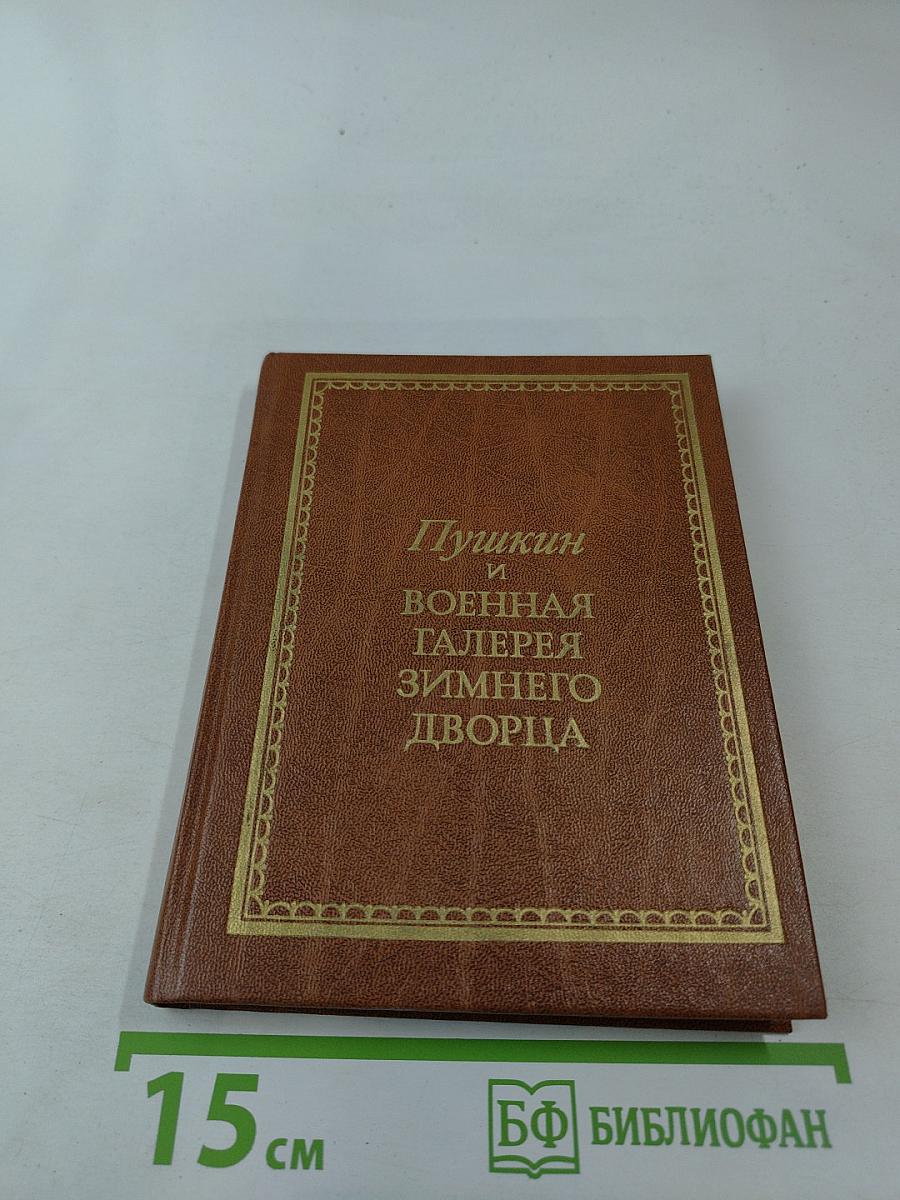 Пушкин
и
ВОЕННАЯ
ГАЛЕРЕЯ
ЗИМНЕГО
ДВОРЦА
15 см
БФ БИБЛИОФАН